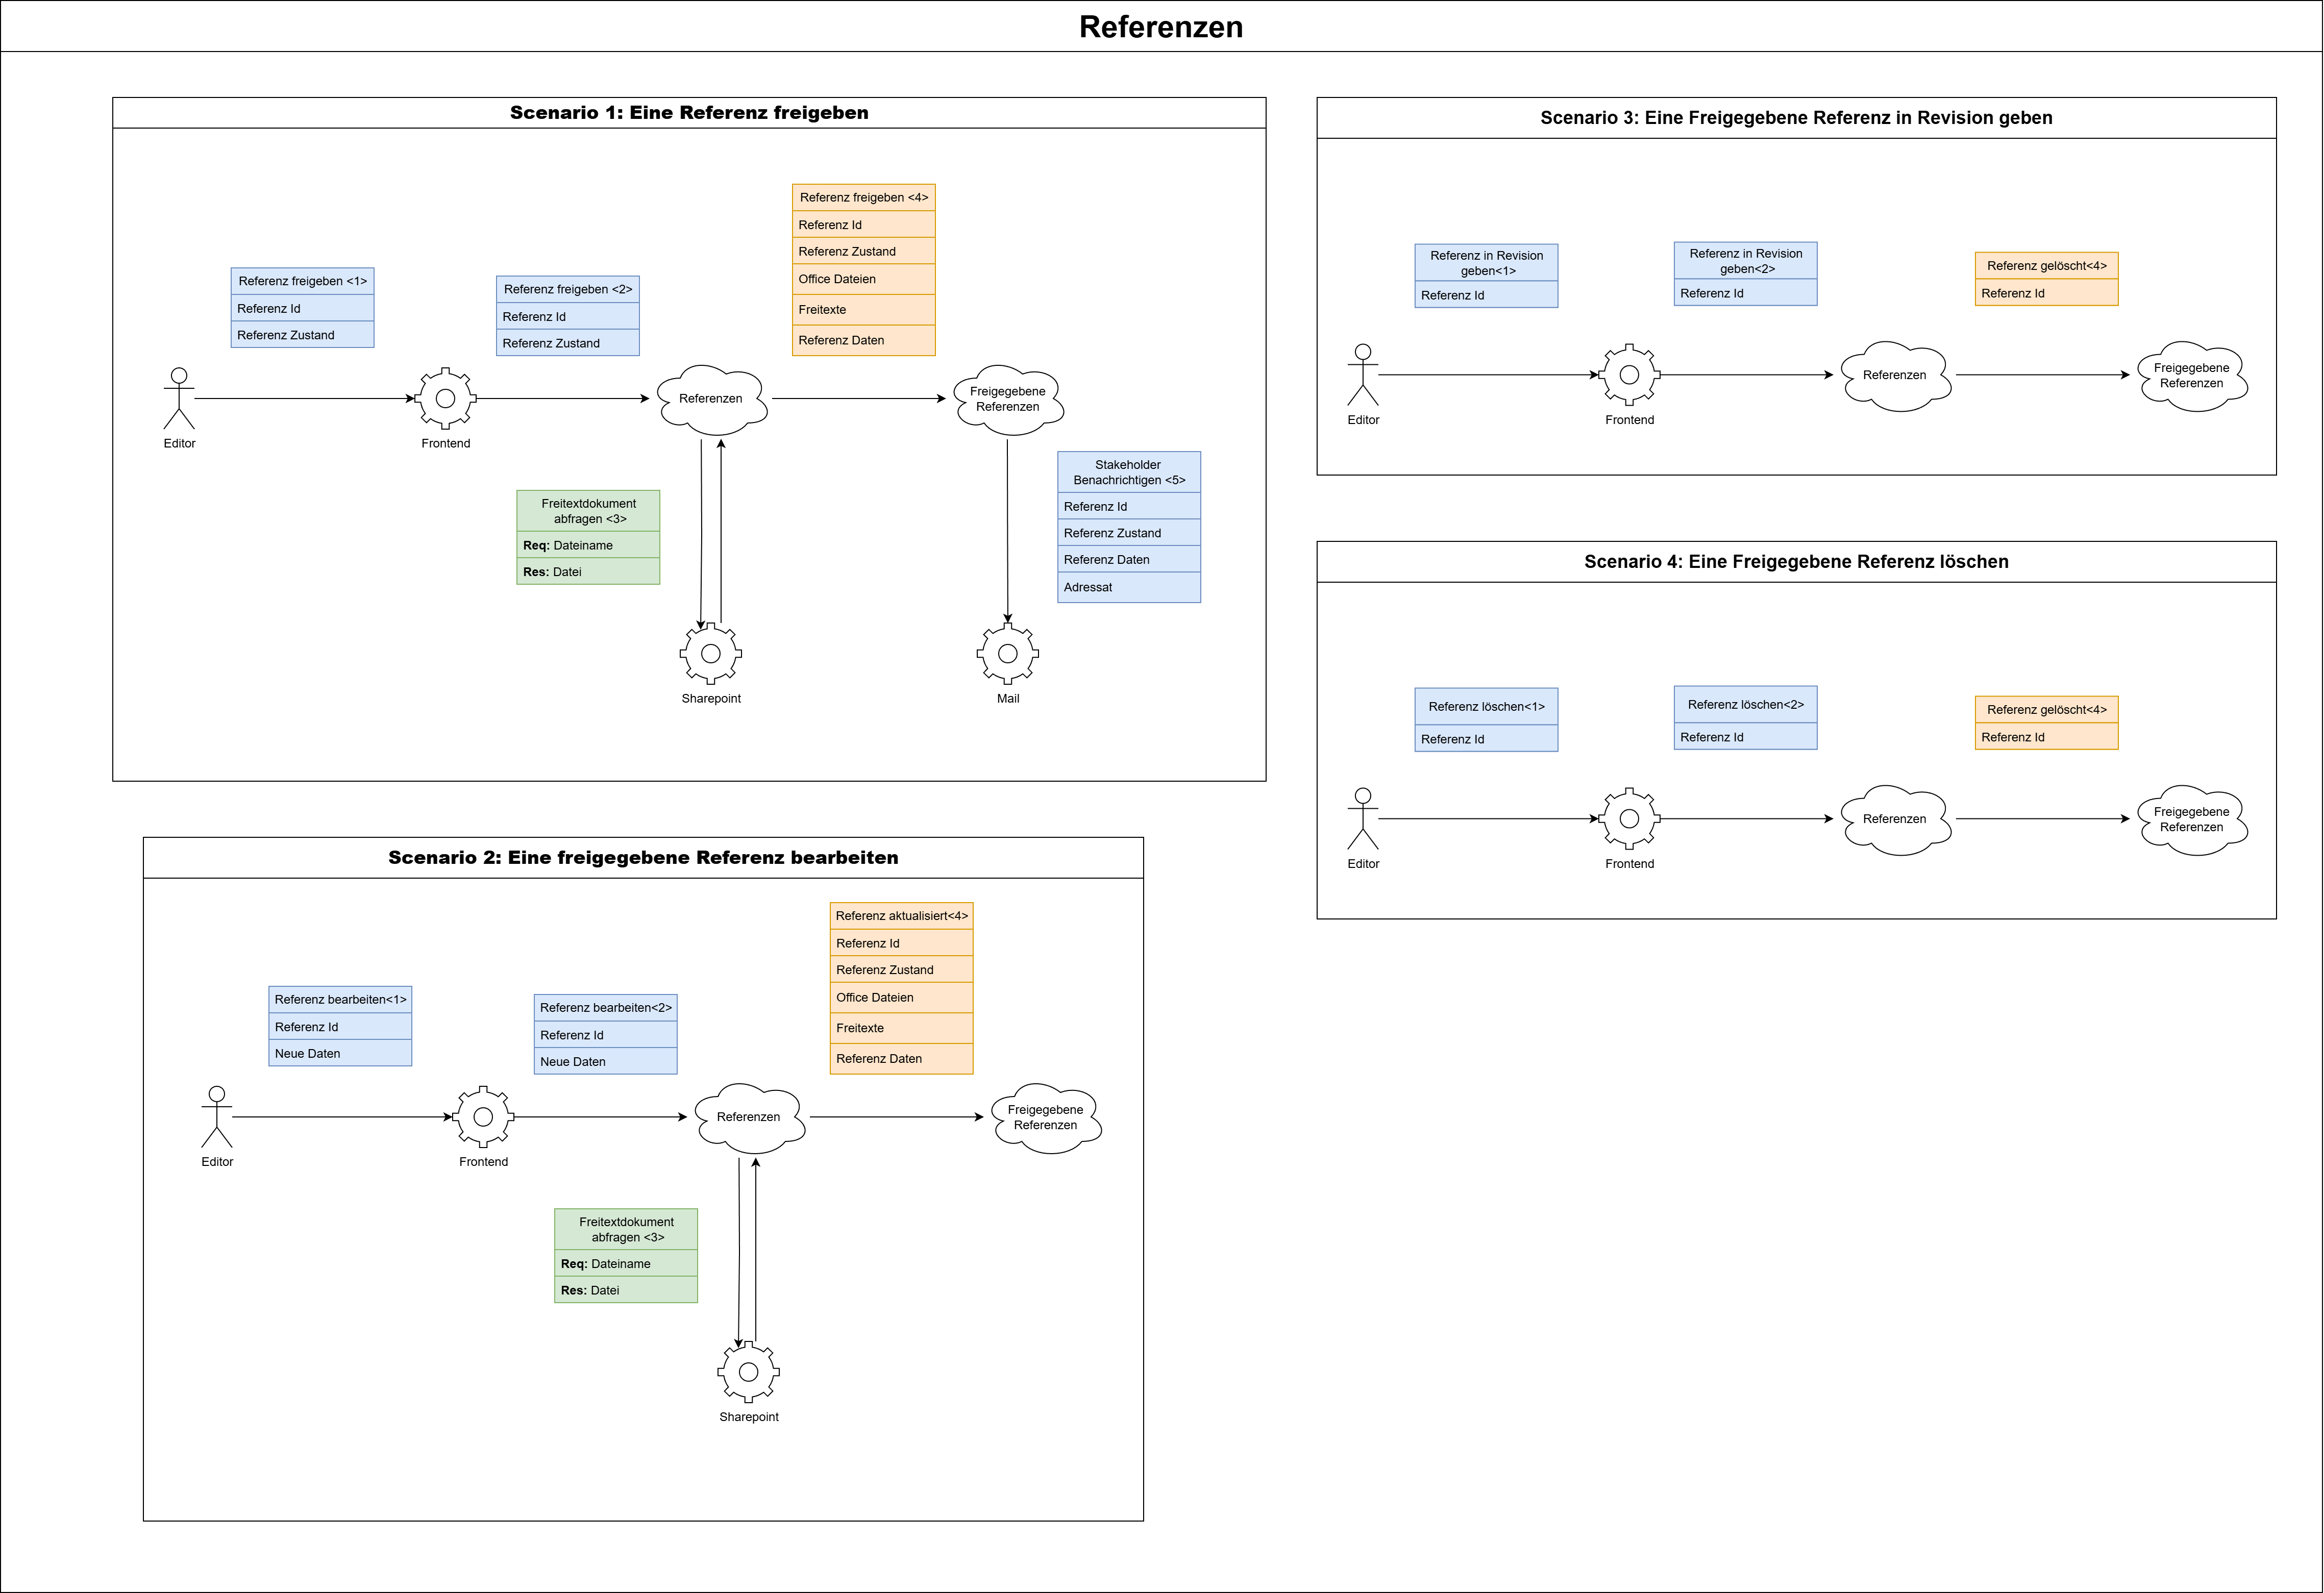 Referenzen
Scenario 1: Eine Referenz freigeben
Referenz freigeben <1>
Referenz Id
Referenz Zustand
Referenz freigeben <2>
Referenz Id
Referenz Zustand
Referenz freigeben <4>
Referenz Id
Referenz Zustand
Office Dateien
Freitexte
Referenz Daten
Editor
Frontend
Referenzen
Freigegebene
Referenzen
Freitextdokument
abfragen <3>
Req: Dateiname
Res: Datei
Stakeholder
Benachrichtigen <5>
Referenz Id
Referenz Zustand
Referenz Daten
Adressat
Sharepoint
Mail
Scenario 2: Eine freigegebene Referenz bearbeiten
Referenz bearbeiten<1>
Referenz Id
Neue Daten
Referenz bearbeiten<2>
Referenz Id
Neue Daten
Referenz aktualisiert<4>
Referenz Id
Referenz Zustand
Office Dateien
Freitexte
Referenz Daten
Editor
Frontend
Referenzen
Freigegebene
Referenzen
Freitextdokument
abfragen <3>
Req: Dateiname
Res: Datei
Sharepoint
Scenario 3: Eine Freigegebene Referenz in Revision geben
Referenz in Revision
geben<1>
Referenz Id
Referenz in Revision
geben<2>
Referenz Id
Referenz gelöscht<4>
Referenz Id
Editor
Frontend
Referenzen
Freigegebene
Referenzen
Scenario 4: Eine Freigegebene Referenz löschen
Referenz löschen<1>
Referenz Id
Referenz löschen<2>
Referenz Id
Referenz gelöscht<4>
Referenz Id
Editor
Frontend
Referenzen
Freigegebene
Referenzen